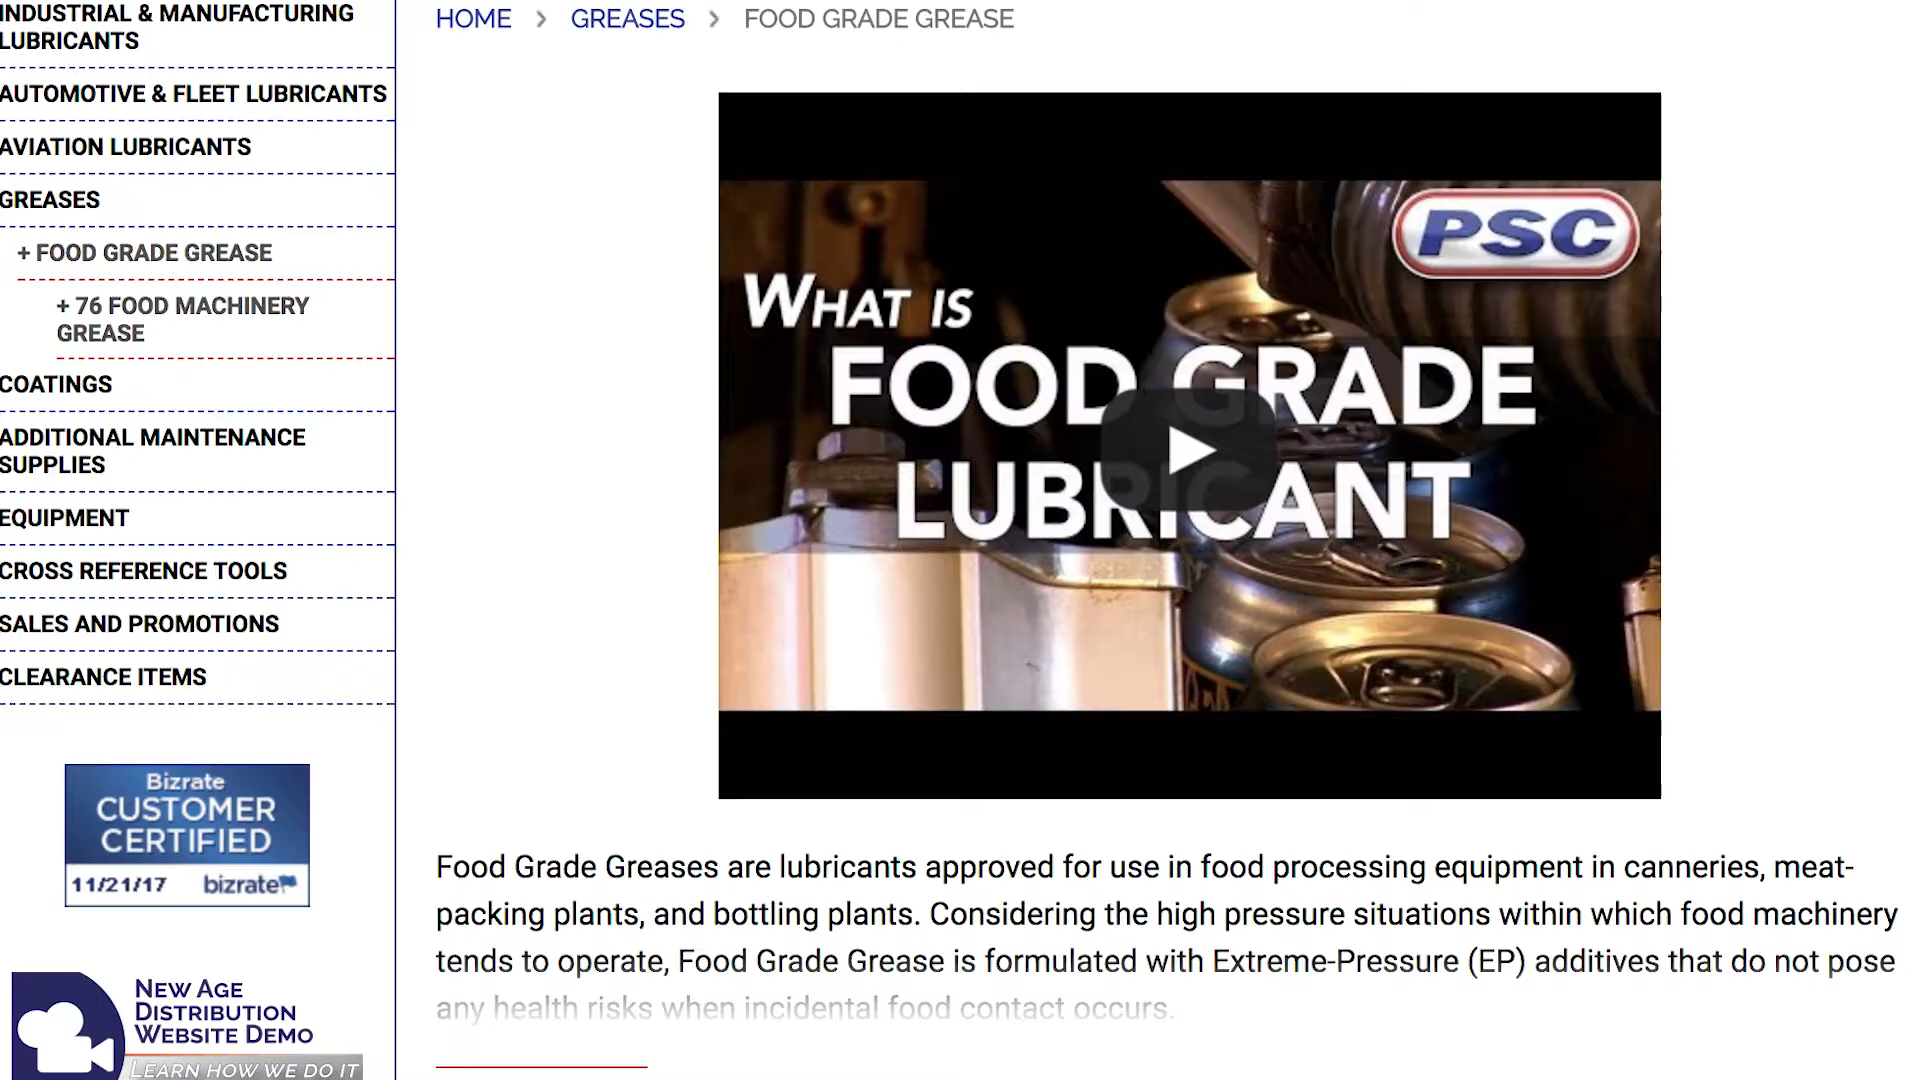 INDUSTRIAL & MANUFACTURING
LUBRICANTS
AUTOMOTIVE & FLEET LUBRICANTS
AVIATION LUBRICANTS
GREASES
+ FOOD GRADE GREASE
+ 76 FOOD MACHINERY
GREASE
COATINGS
ADDITIONAL MAINTENANCE
SUPPLIES
EQUIPMENT
CROSS REFERENCE TOOLS
SALES AND PROMOTIONS
CLEARANCE ITEMS
Bizrate
CUSTOMER
CERTIFIED
11/21/17 bizrate
NEW AGE
DISTRIBUTION
WEBSITE DEMO
LEARN HOW WE DO IT
HOME > GREASES > FOOD GRADE GREASE
PSC
WHAT IS
FOOD GRADE
LUBRICANT
Food Grade Greases are lubricants approved for use in food processing equipment in canneries, meat-
packing plants, and bottling plants. Considering the high pressure situations within which food machinery
tends to operate, Food Grade Grease is formulated with Extreme-Pressure (EP) additives that do not pose
any health risks when incidental food contact occurs.